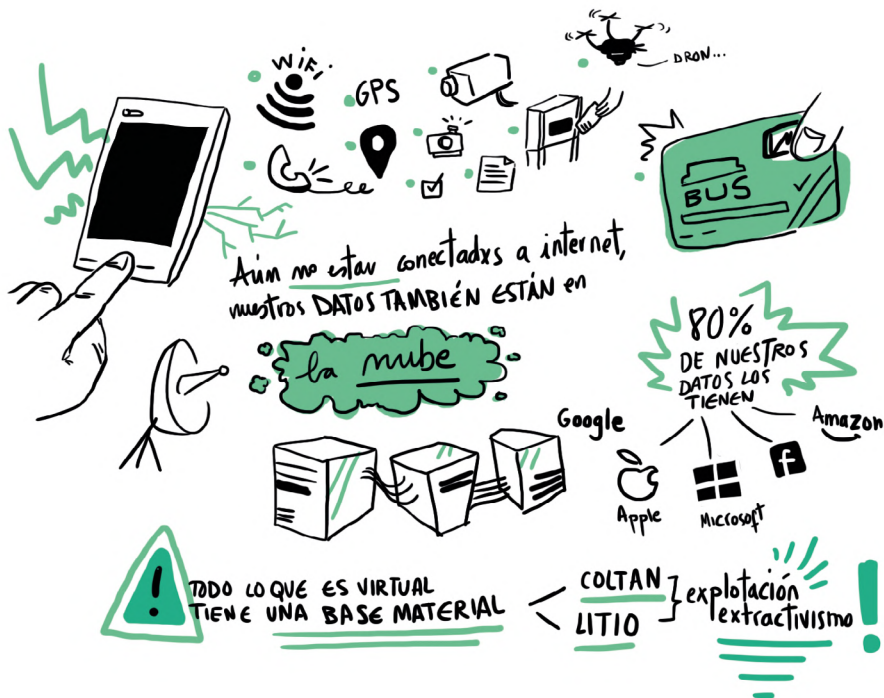 WiFi
GPS
DRON...
BUS
Aún no estar conectadxs a internet,
nuestros DATOS TAMBIÉN ESTÁN en
la nube
80%
DE NUESTROS
DATOS LOS
TIENEN
Google
Apple
Microsoft
f
Amazon
TODO LO QUE ES VIRTUAL
TIENE UNA BASE MATERIAL
COLTAN
LITIO
explotación
extractivismo
!
!